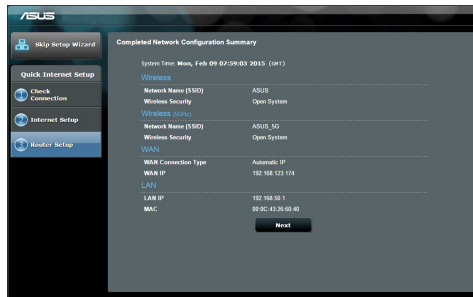 ASUS
Skip Setup Wizard
Quick Internet Setup
1 Check Connection
2 Internet Setup
3 Router Setup
Completed Network Configuration Summary
System Time: Mon, Feb 09 07:59:03 2015 (GMT)
Wireless
Network Name (SSID) ASUS
Wireless Security Open System
Wireless (5GHz)
Network Name (SSID) ASUS_5G
Wireless Security Open System
WAN
WAN Connection Type Automatic IP
WAN IP 192.168.123.174
LAN
LAN IP 192.168.50.1
MAC 00:0C:43:26:60:40
Next